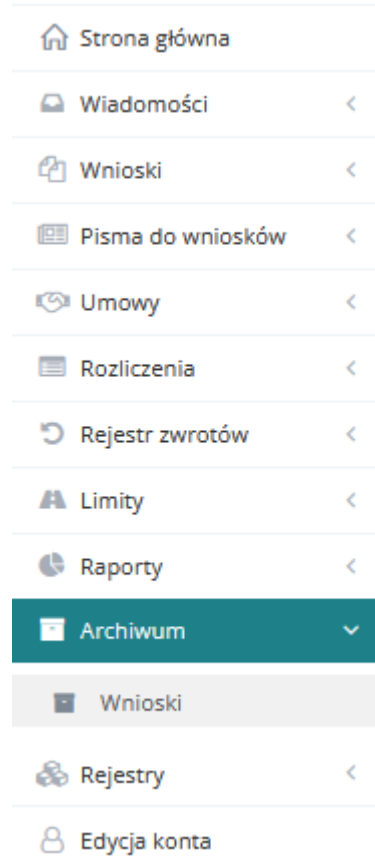 Strona główna
Wiadomości
Wnioski
Pisma do wniosków
Umowy
Rozliczenia
Rejestr zwrotów
Limity
Raporty
Archiwum
Wnioski
Rejestry
Edycja konta